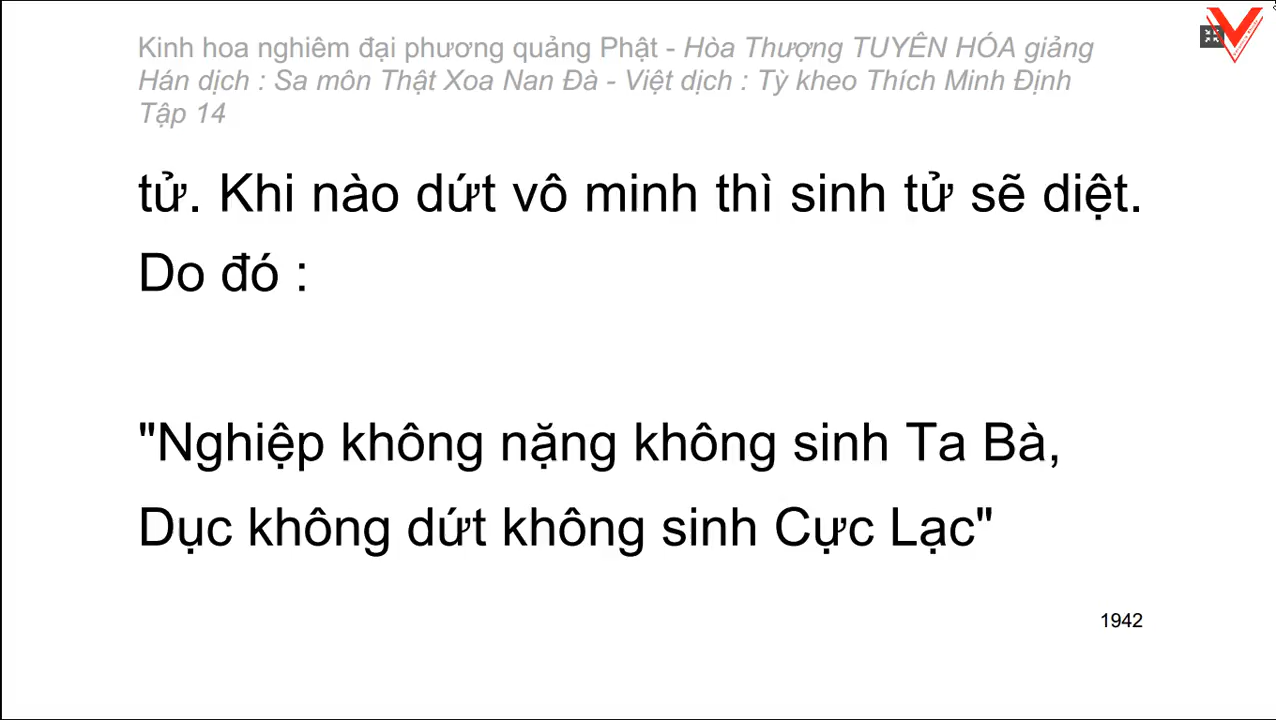 Kinh hoa nghiêm đại phương quảng Phật - Hòa Thượng TUYÊN HÓA giảng
Hán dịch : Sa môn Thật Xoa Nan Đà - Việt dịch : Tỳ kheo Thích Minh Định
Tập 14
tử. Khi nào dứt vô minh thì sinh tử sẽ diệt.
Do đó :
"Nghiệp không nặng không sinh Ta Bà,
Dục không dứt không sinh Cực Lạc"
1942